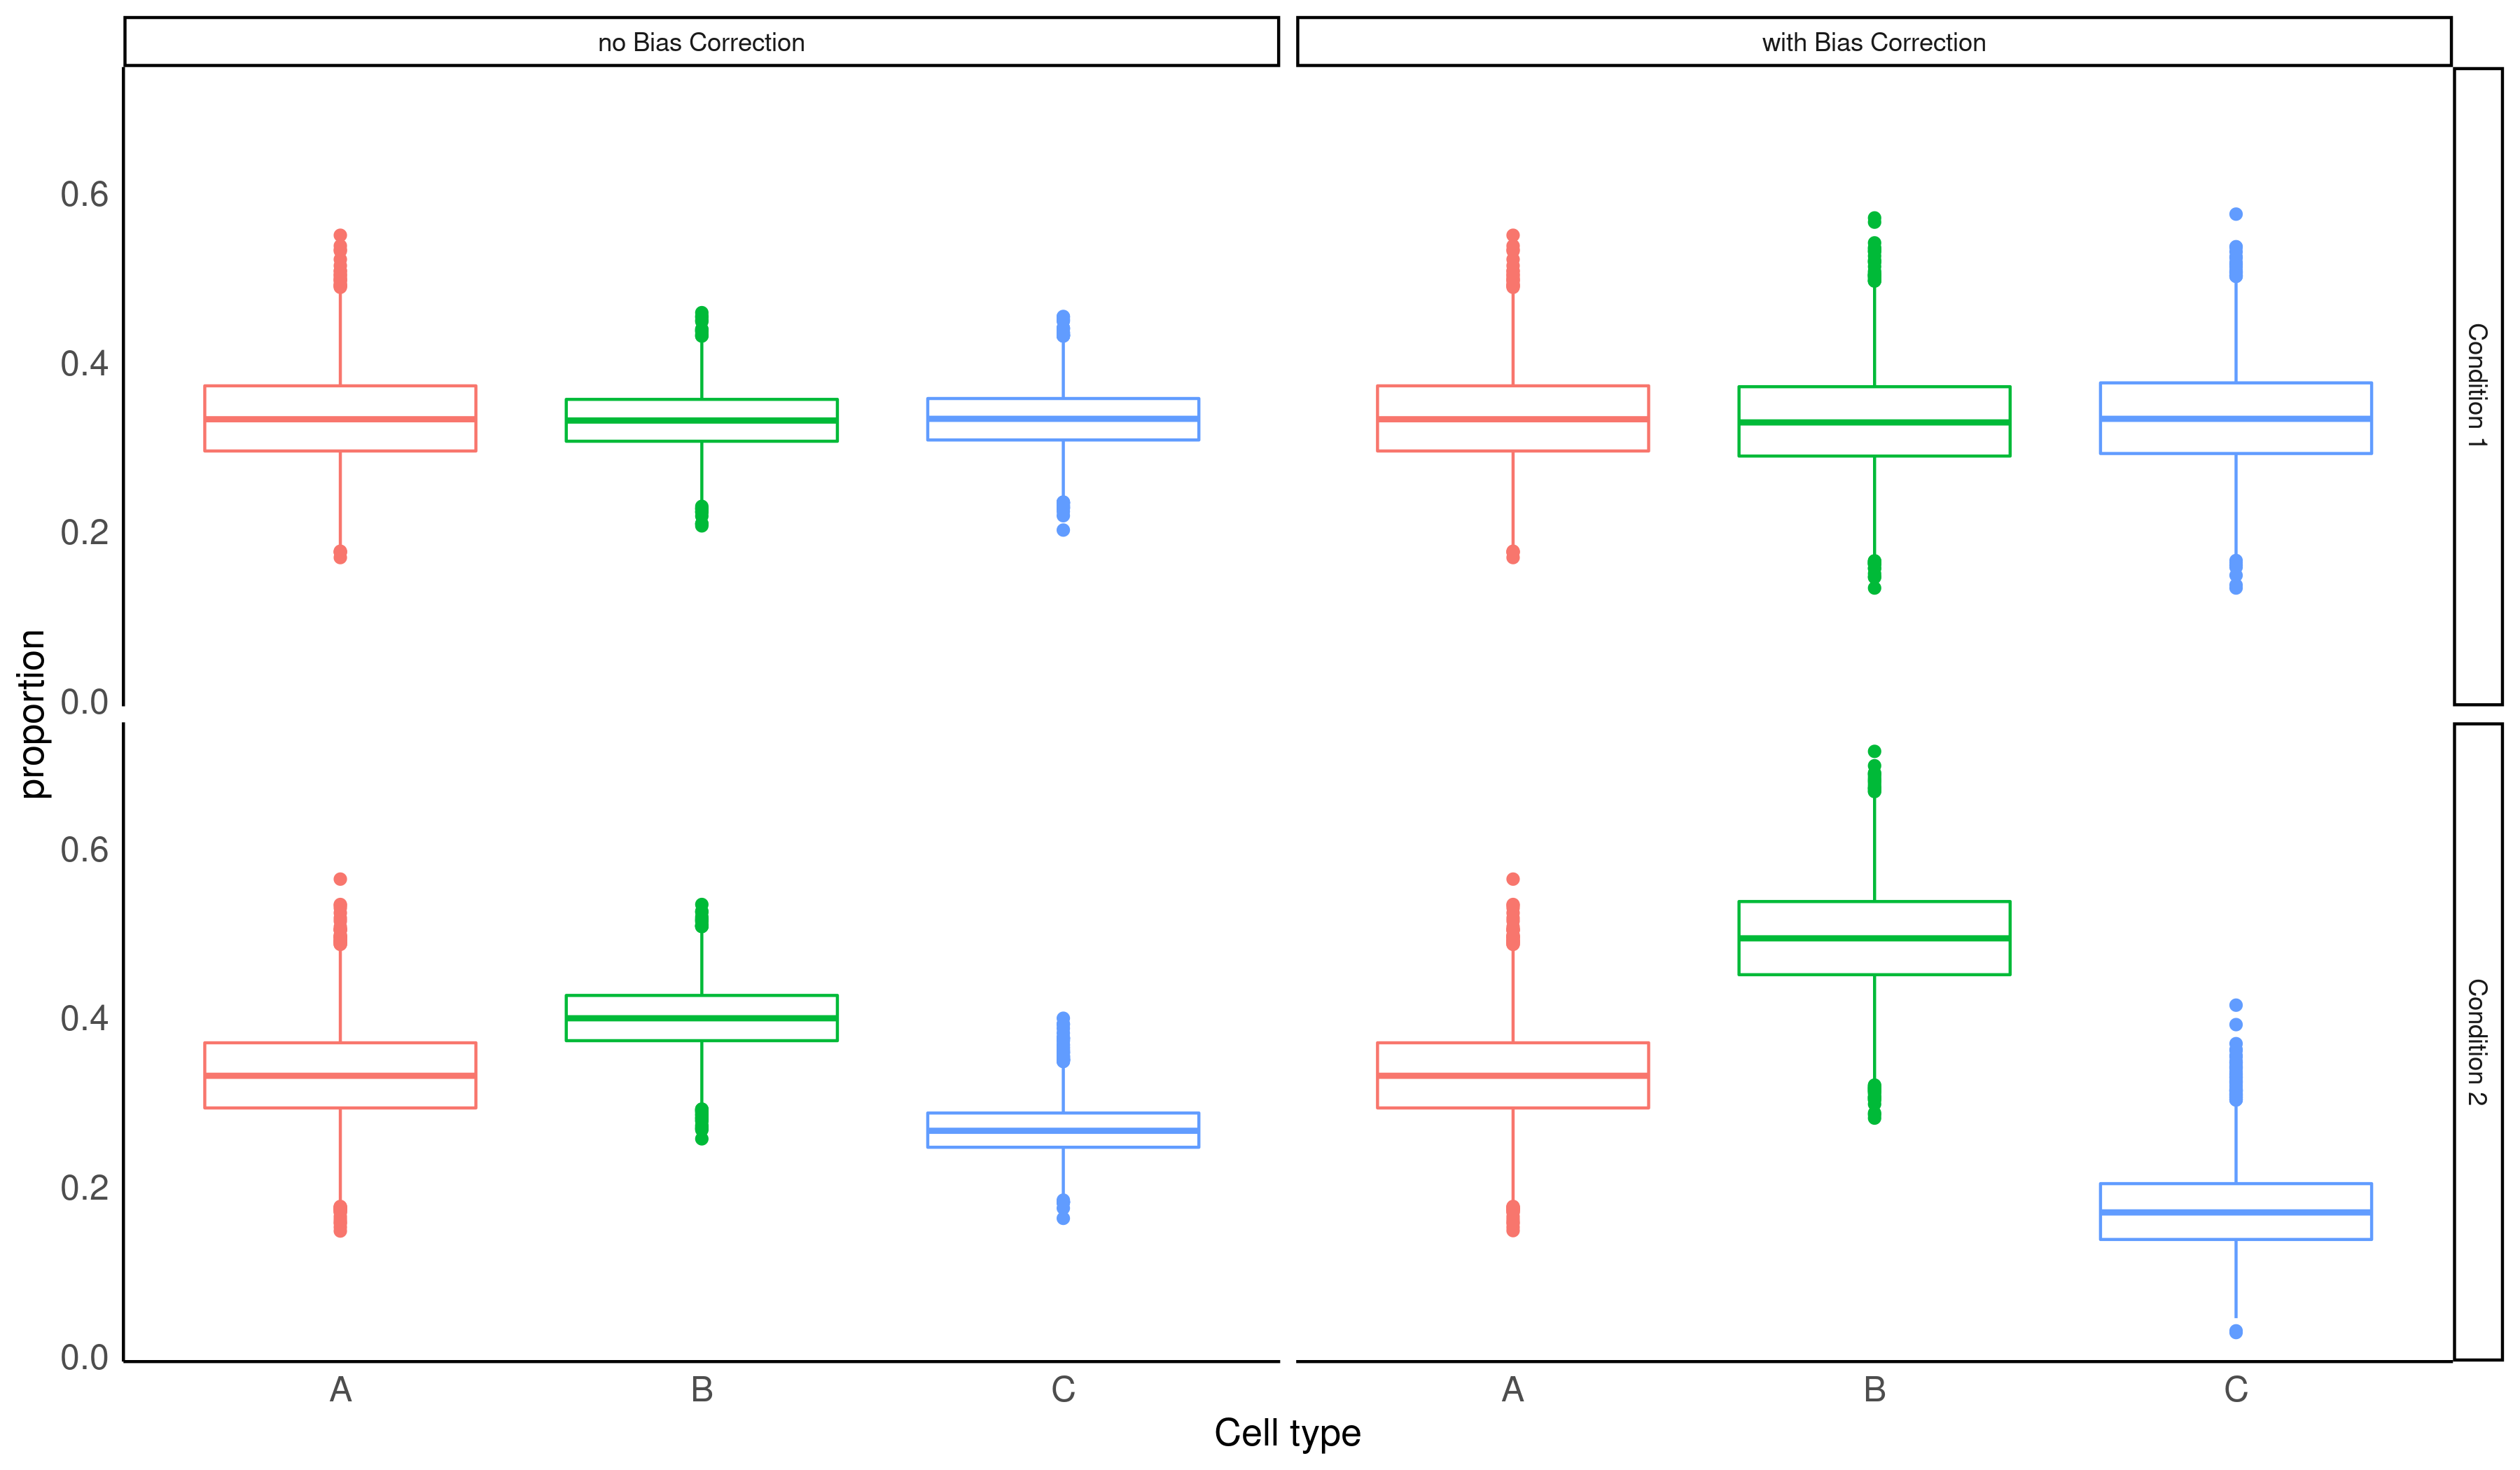 no Bias Correction
with Bias Correction
0.6
0.4
0.2
0.0
Condition 1
proportion
0.6
0.4
0.2
0.0
Condition 2
A
B
C
A
B
C
Cell type